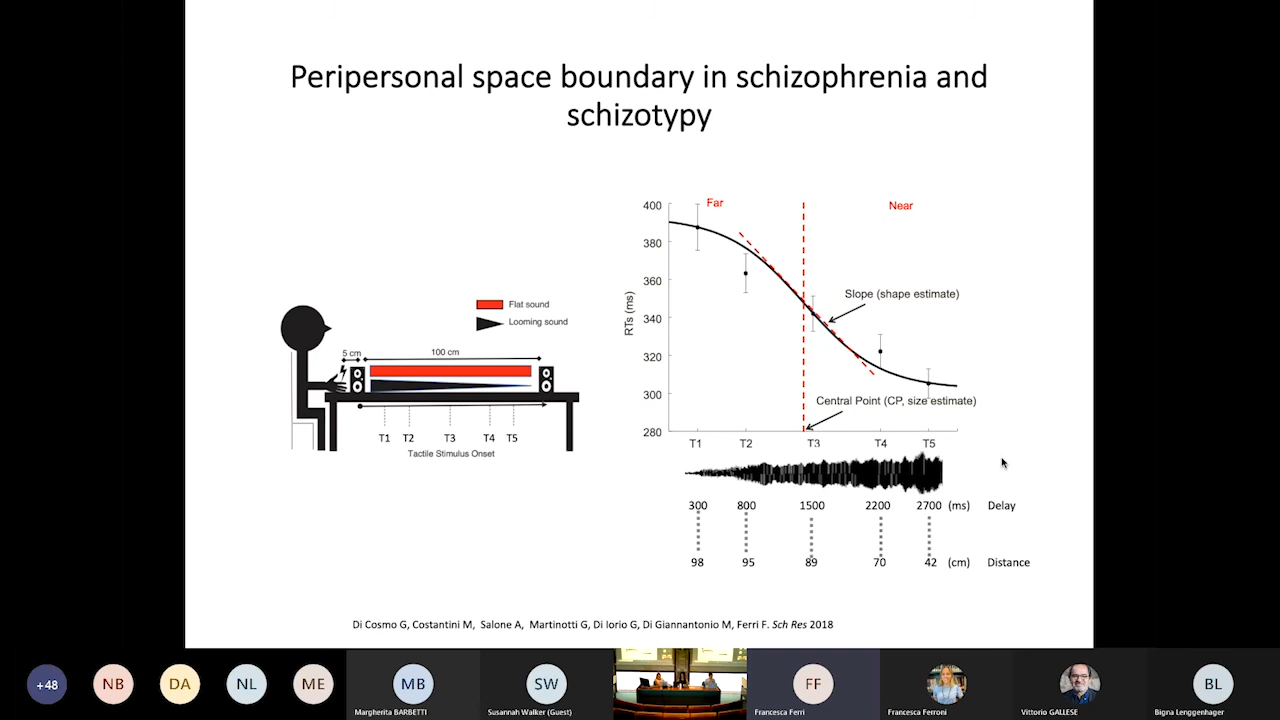 Peripersonal space boundary in schizophrenia and
schizotypy
Flat sound
Looming sound
5 cm
100 cm
T1 T2 T3 T4 T5
Tactile Stimulus Onset
Far
Near
400
380
360
340
320
300
280
RTs (ms)
Slope (shape estimate)
Central Point (CP, size estimate)
T1 T2 T3 T4 T5
300 800 1500 2200 2700 (ms) Delay
98 95 89 70 42 (cm) Distance
Di Cosmo G, Costantini M, Salone A, Martinotti G, Di Iorio G, Di Giannantonio M, Ferri F. Sch Res 2018
+48
NB
DA
NL
ME
MB
Margherita BARBETTI
SW
Susannah Walker (Guest)
FF
Francesca Ferri
Francesca Ferroni
Vittorio GALLESE
BL
Bigna Lenggenhager